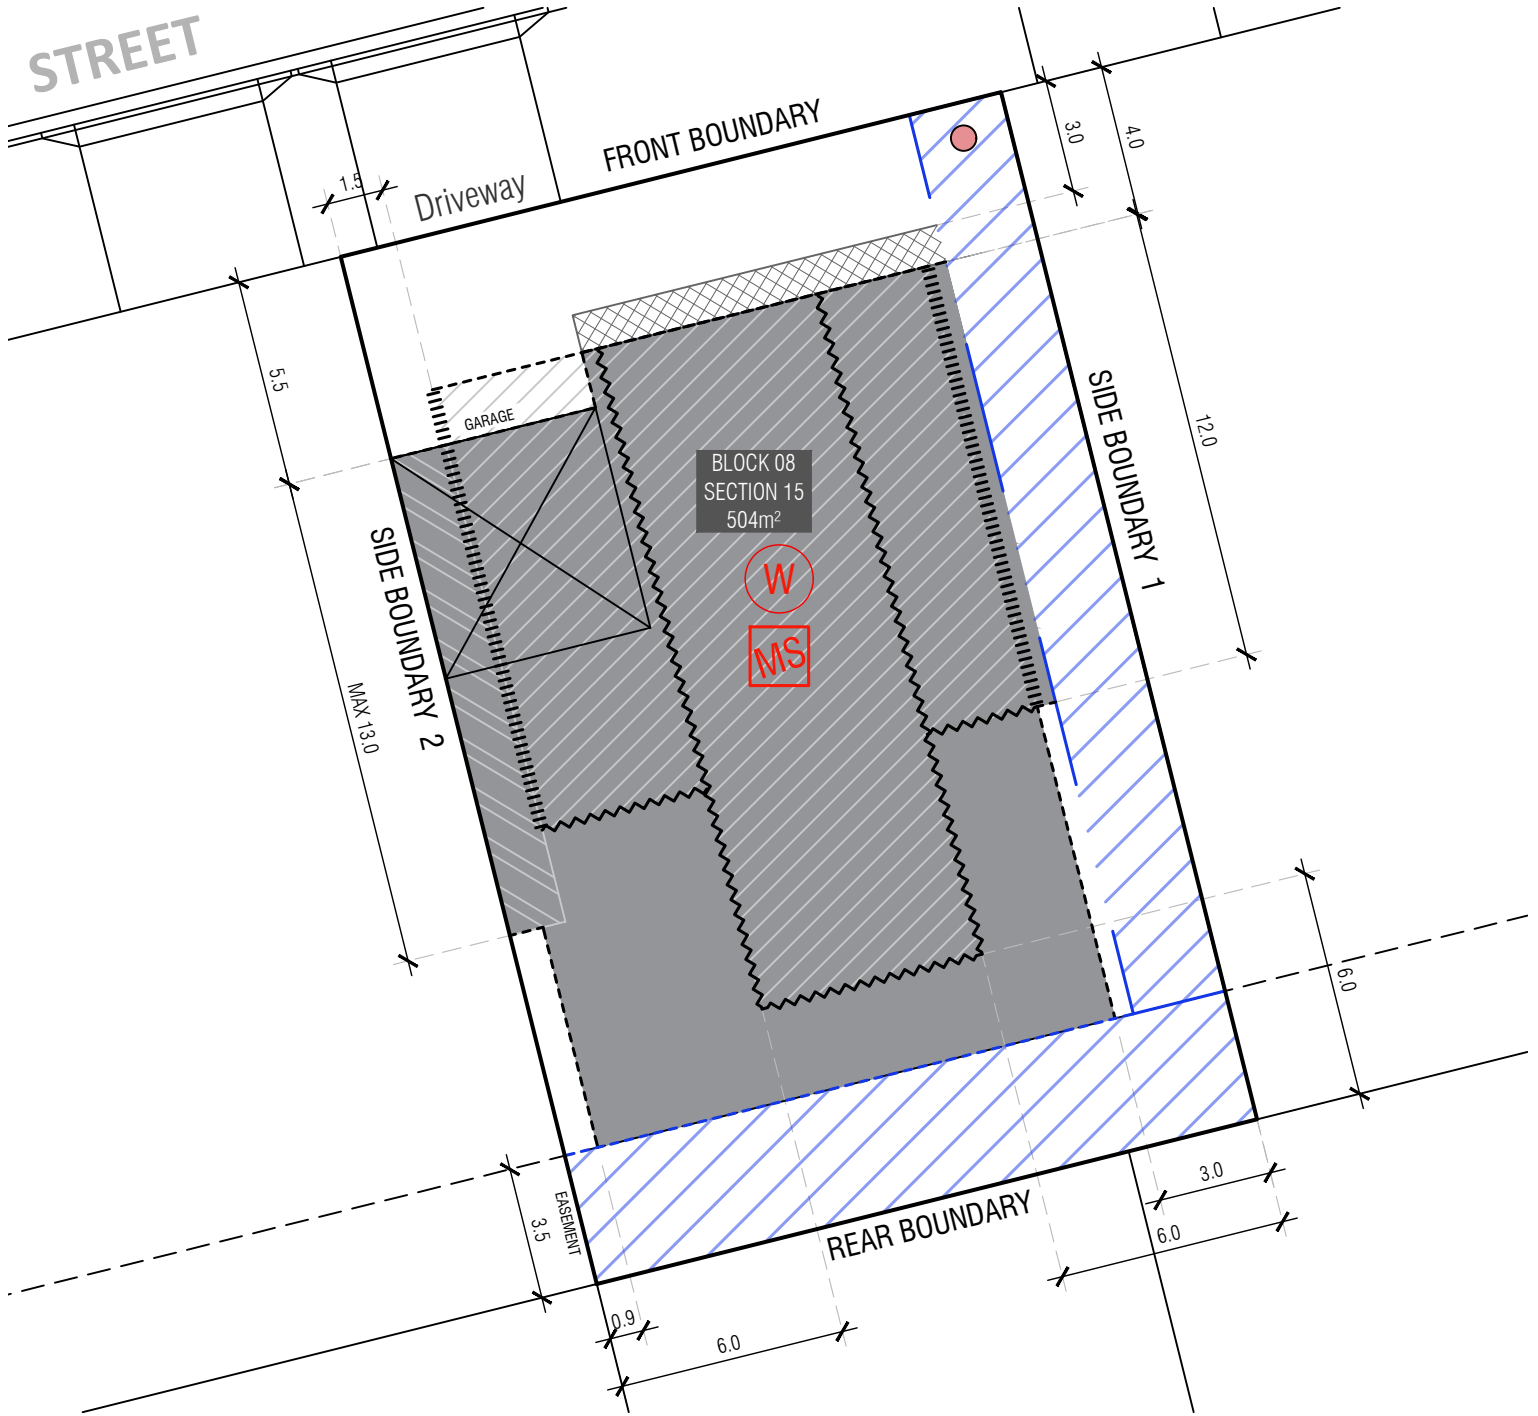 STREET
FRONT BOUNDARY
3.0
4.0
1.5
Driveway
5.5
GARAGE
SIDE BOUNDARY 1
12.0
BLOCK 08
SECTION 15
504m²
W
MS
SIDE BOUNDARY 2
MAX 13.0
6.0
EASEMENT
3.5
REAR BOUNDARY
3.0
6.0
0.9
6.0